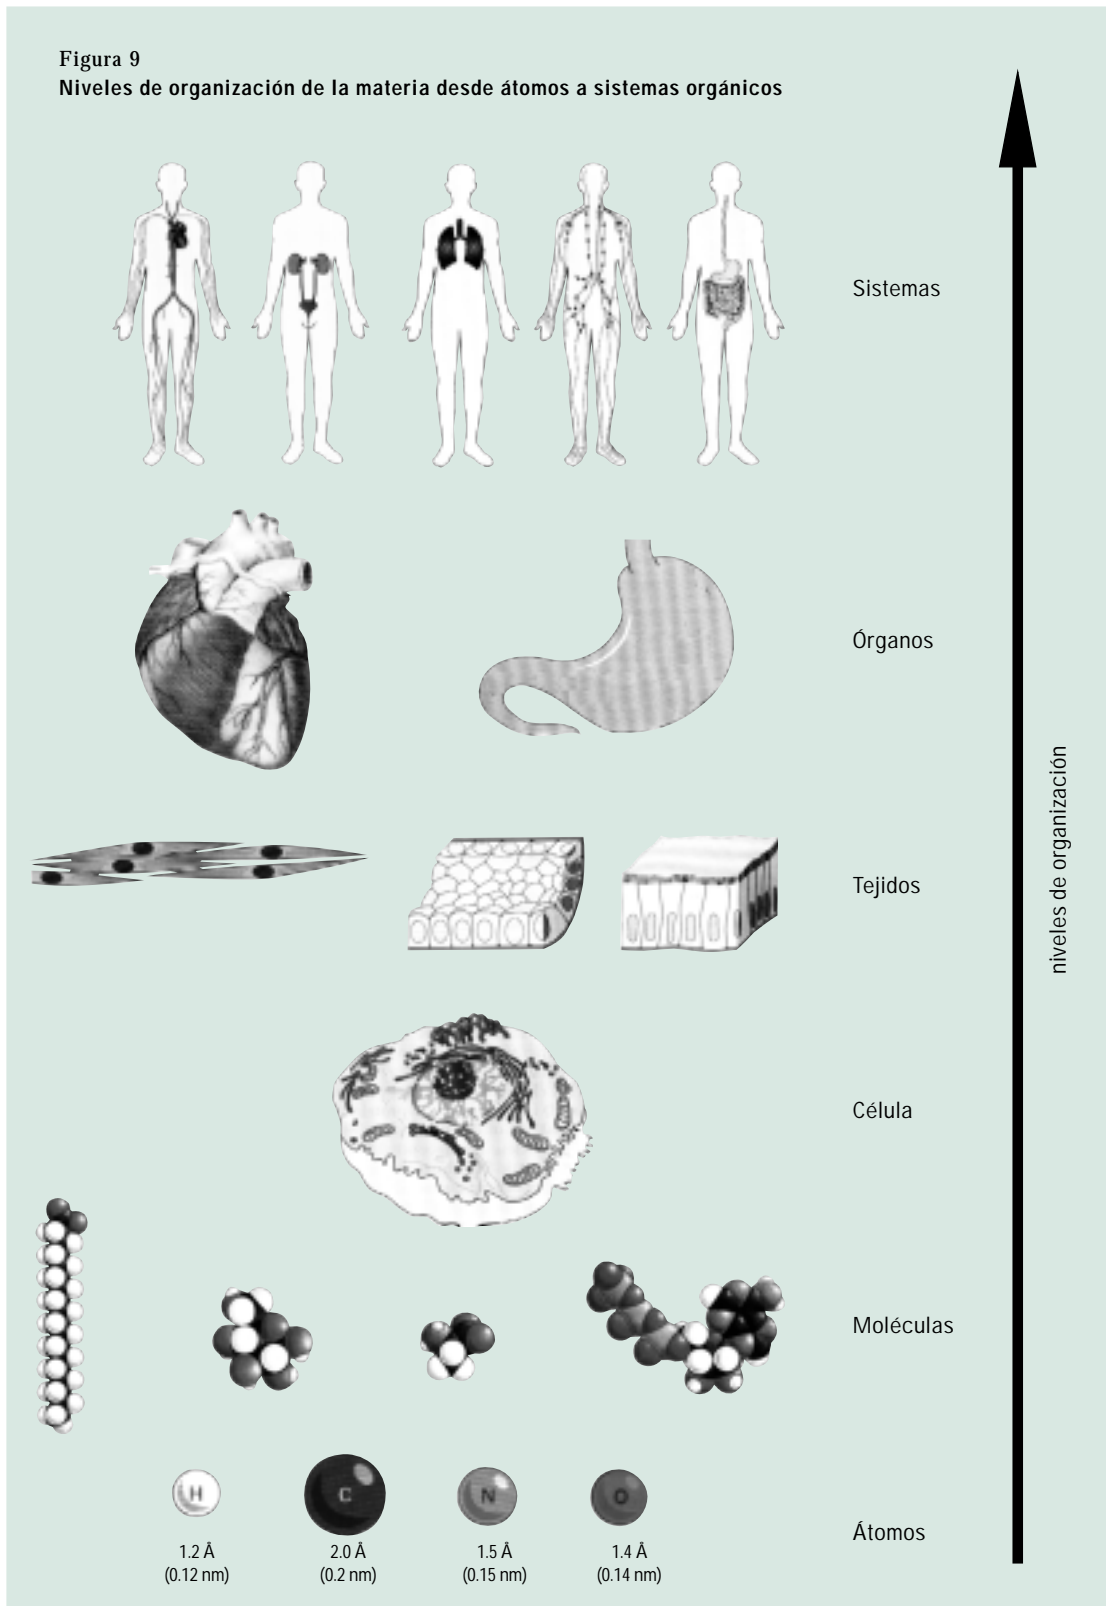 Figura 9
Niveles de organización de la materia desde átomos a sistemas orgánicos
Sistemas
Órganos
niveles de organización
Tejidos
Célula
Moléculas
H C N O
Átomos
1.2 Å 2.0 Å 1.5 Å 1.4 Å
(0.12 nm) (0.2 nm) (0.15 nm) (0.14 nm)